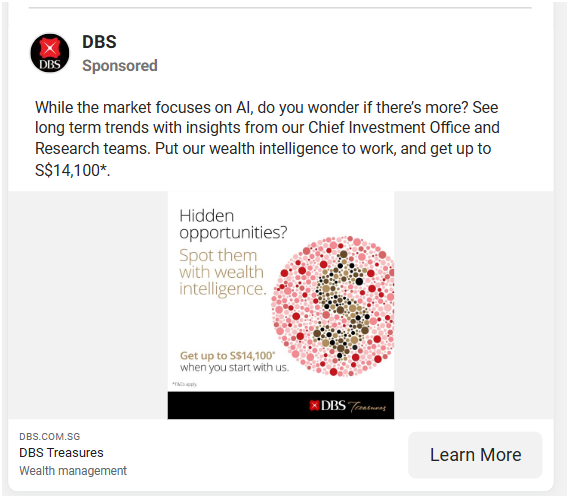 DBS
DBS
Sponsored
While the market focuses on AI, do you wonder if there’s more? See
long term trends with insights from our Chief Investment Office and
Research teams. Put our wealth intelligence to work, and get up to
S$14,100*.
Hidden
opportunities?
Spot them
with wealth
intelligence.
Get up to S$14,100*
when you start with us.
*T&Cs apply.
DBS Treasures
DBS.COM.SG
DBS Treasures
Wealth management
Learn More